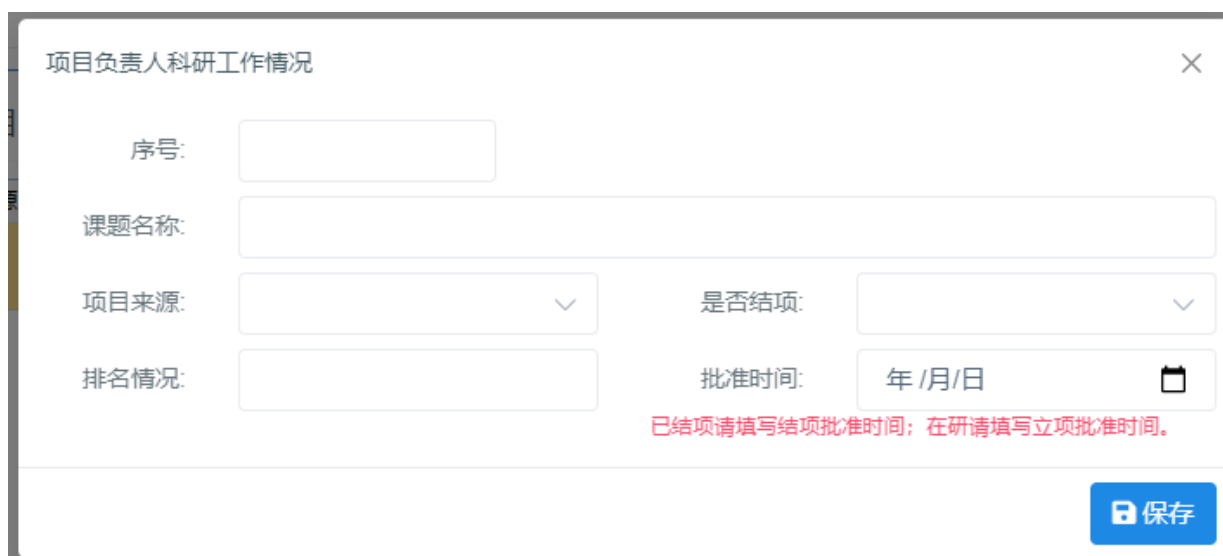 项目负责人科研工作情况
序号:
课题名称:
项目来源:
是否结项:
排名情况:
批准时间:
年 /月/日
已结项请填写结项批准时间；在研请填写立项批准时间。
保存